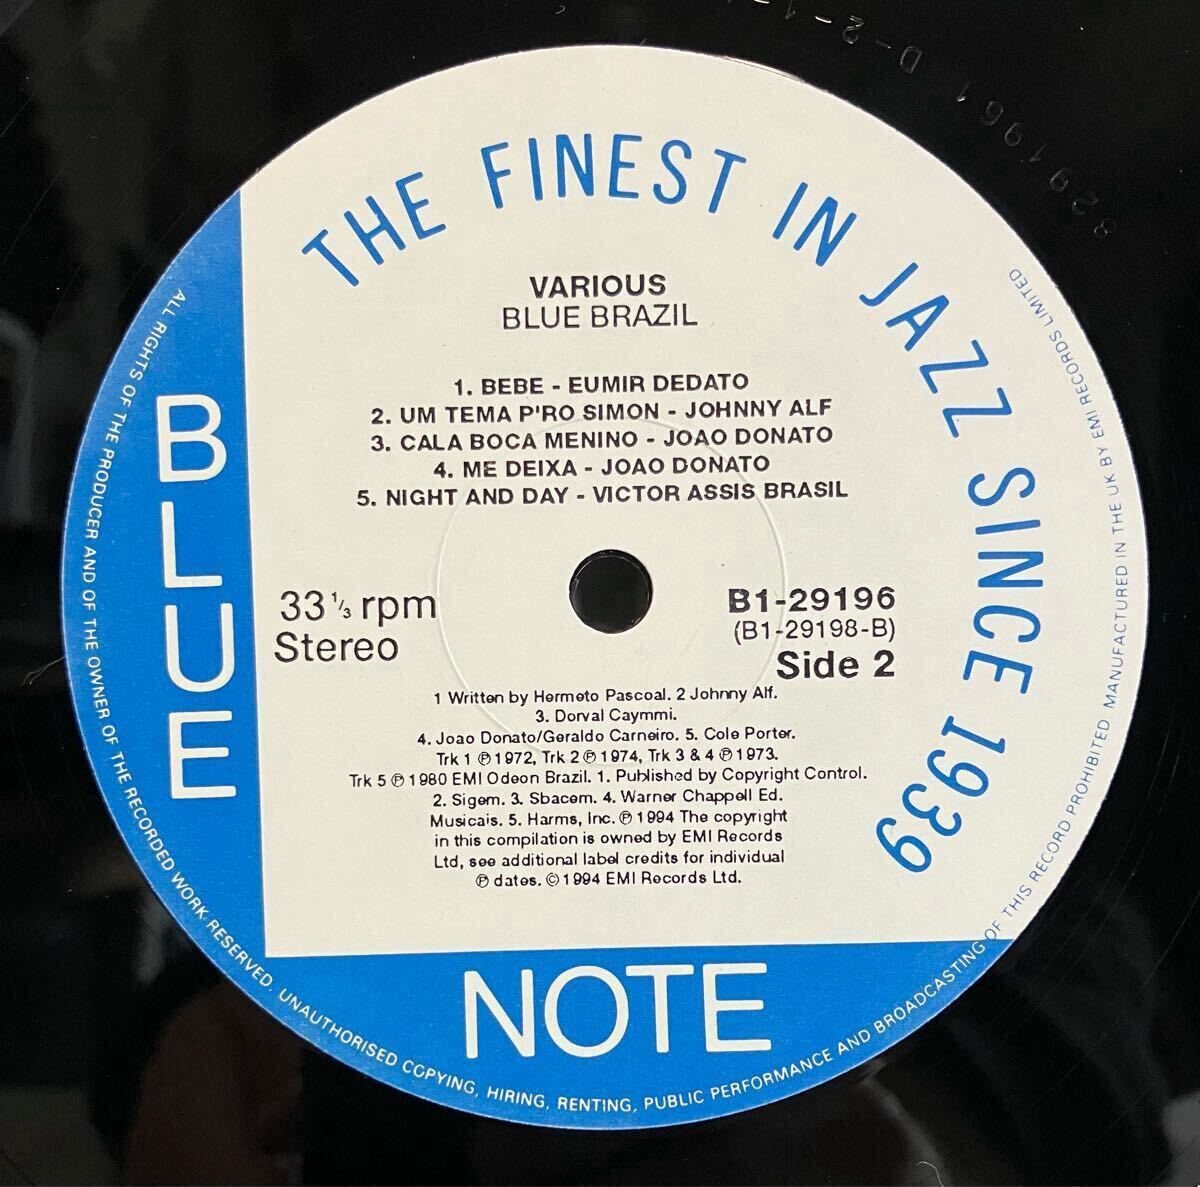 THE FINEST IN JAZZ SINCE 1939
VARIOUS
BLUE BRAZIL
1. BEBE - EUMIR DEDATO
2. UM TEMA P'RO SIMON - JOHNNY ALF
3. CALA BOCA MENINO - JOAO DONATO
4. ME DEIXA - JOAO DONATO
5. NIGHT AND DAY - VICTOR ASSIS BRASIL
33 1/3 rpm
Stereo
B1-29196
(B1-29198-B)
Side 2
1 Written by Hermeto Pascoal. 2 Johnny Alf.
3. Dorval Caymmi.
4. Joao Donato/Geraldo Carneiro. 5. Cole Porter.
Trk 1 ℗ 1972, Trk 2 ℗ 1974, Trk 3 & 4 ℗ 1973.
Trk 5 ℗ 1980 EMI Odeon Brazil. 1. Published by Copyright Control.
2. Sigem. 3. Sbacem. 4. Warner Chappell Ed.
Musicais. 5. Harms, Inc. ℗ 1994 The copyright
in this compilation is owned by EMI Records
Ltd, see additional label credits for individual
℗ dates. © 1994 EMI Records Ltd.
BLUE
NOTE
ALL RIGHTS OF THE PRODUCER AND OF THE OWNER OF THE RECORDED WORK RESERVED. UNAUTHORISED COPYING, HIRING, RENTING, PUBLIC PERFORMANCE AND BROADCASTING OF THIS RECORD PROHIBITED MANUFACTURED IN THE UK BY EMI RECORDS LIMITED
8291961 D-2-1-